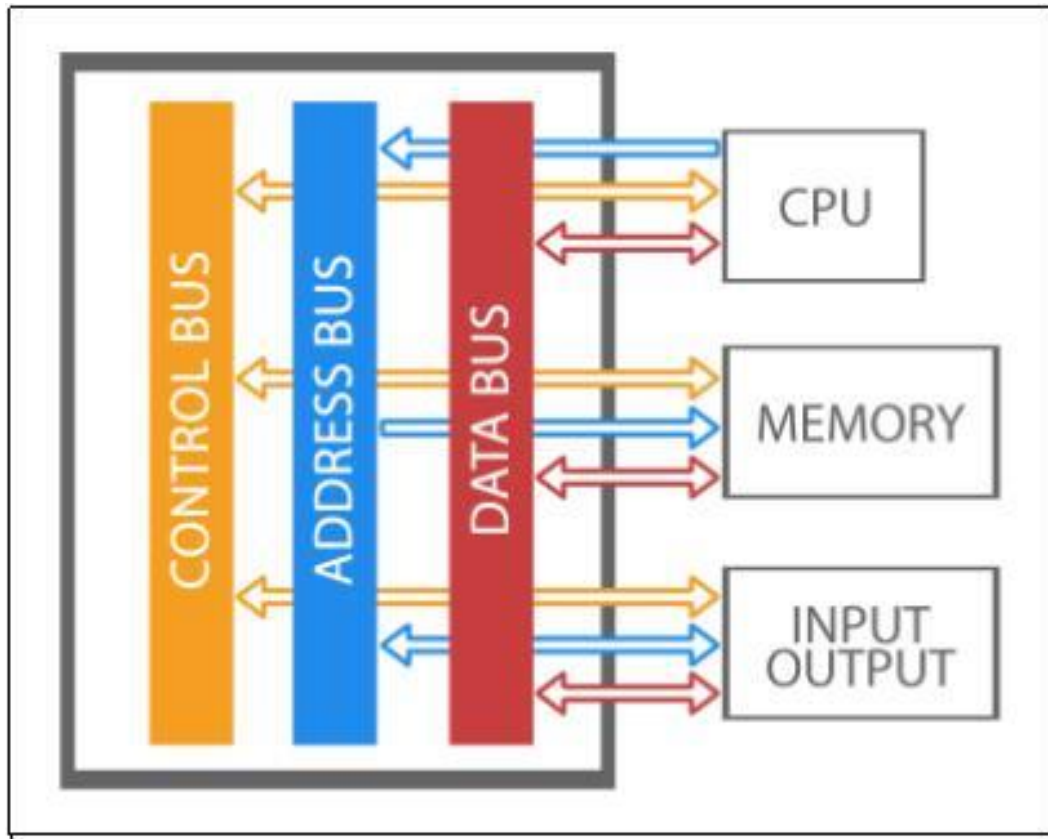 CONTROL BUS
ADDRESS BUS
DATA BUS
CPU
MEMORY
INPUT
OUTPUT